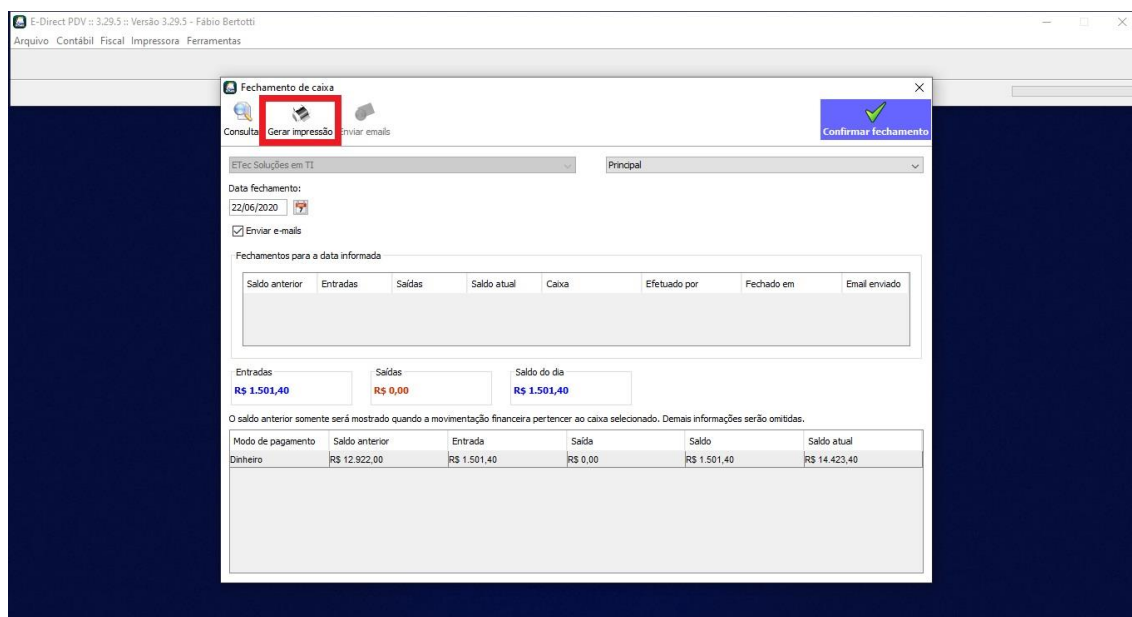 E-Direct PDV :: 3.29.5 :: Versão 3.29.5 - Fábio Bertotti
Arquivo Contábil Fiscal Impressora Ferramentas
Fechamento de caixa
Consulta Gerar impressão Enviar emails Confirmar fechamento
ETec Soluções em TI Principal
Data fechamento:
22/06/2020
Enviar e-mails
Fechamentos para a data informada
Saldo anterior Entradas Saídas Saldo atual Caixa Efetuado por Fechado em Email enviado
Entradas Saídas Saldo do dia
R$ 1.501,40 R$ 0,00 R$ 1.501,40
O saldo anterior somente será mostrado quando a movimentação financeira pertencer ao caixa selecionado. Demais informações serão omitidas.
Modo de pagamento Saldo anterior Entrada Saída Saldo Saldo atual
Dinheiro R$ 12.922,00 R$ 1.501,40 R$ 0,00 R$ 1.501,40 R$ 14.423,40